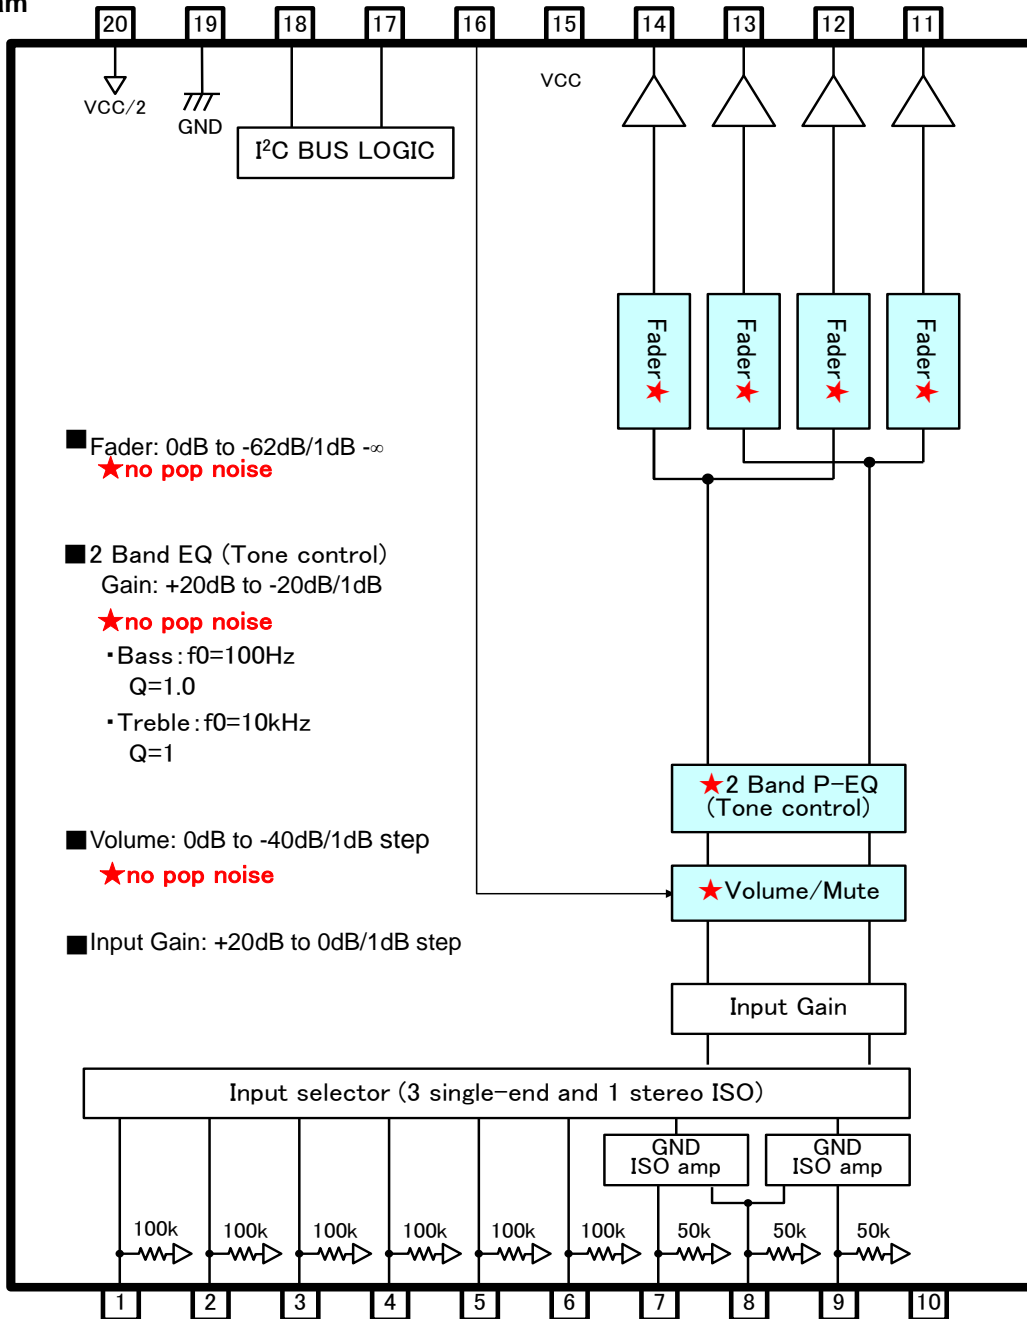 am
20 19 18 17 16 15 14 13 12 11
VCC/2
GND
I²C BUS LOGIC
VCC
Fader★ Fader★ Fader★ Fader★
■Fader: 0dB to -62dB/1dB -∞
★no pop noise
■2 Band EQ (Tone control)
Gain: +20dB to -20dB/1dB
★no pop noise
・Bass:f0=100Hz
Q=1.0
・Treble:f0=10kHz
Q=1
★2 Band P-EQ
(Tone control)
■Volume: 0dB to -40dB/1dB step
★no pop noise
★Volume/Mute
■Input Gain: +20dB to 0dB/1dB step
Input Gain
Input selector (3 single-end and 1 stereo ISO)
GND
ISO amp
GND
ISO amp
100k 100k 100k 100k 100k 100k 50k 50k 50k
1 2 3 4 5 6 7 8 9 10